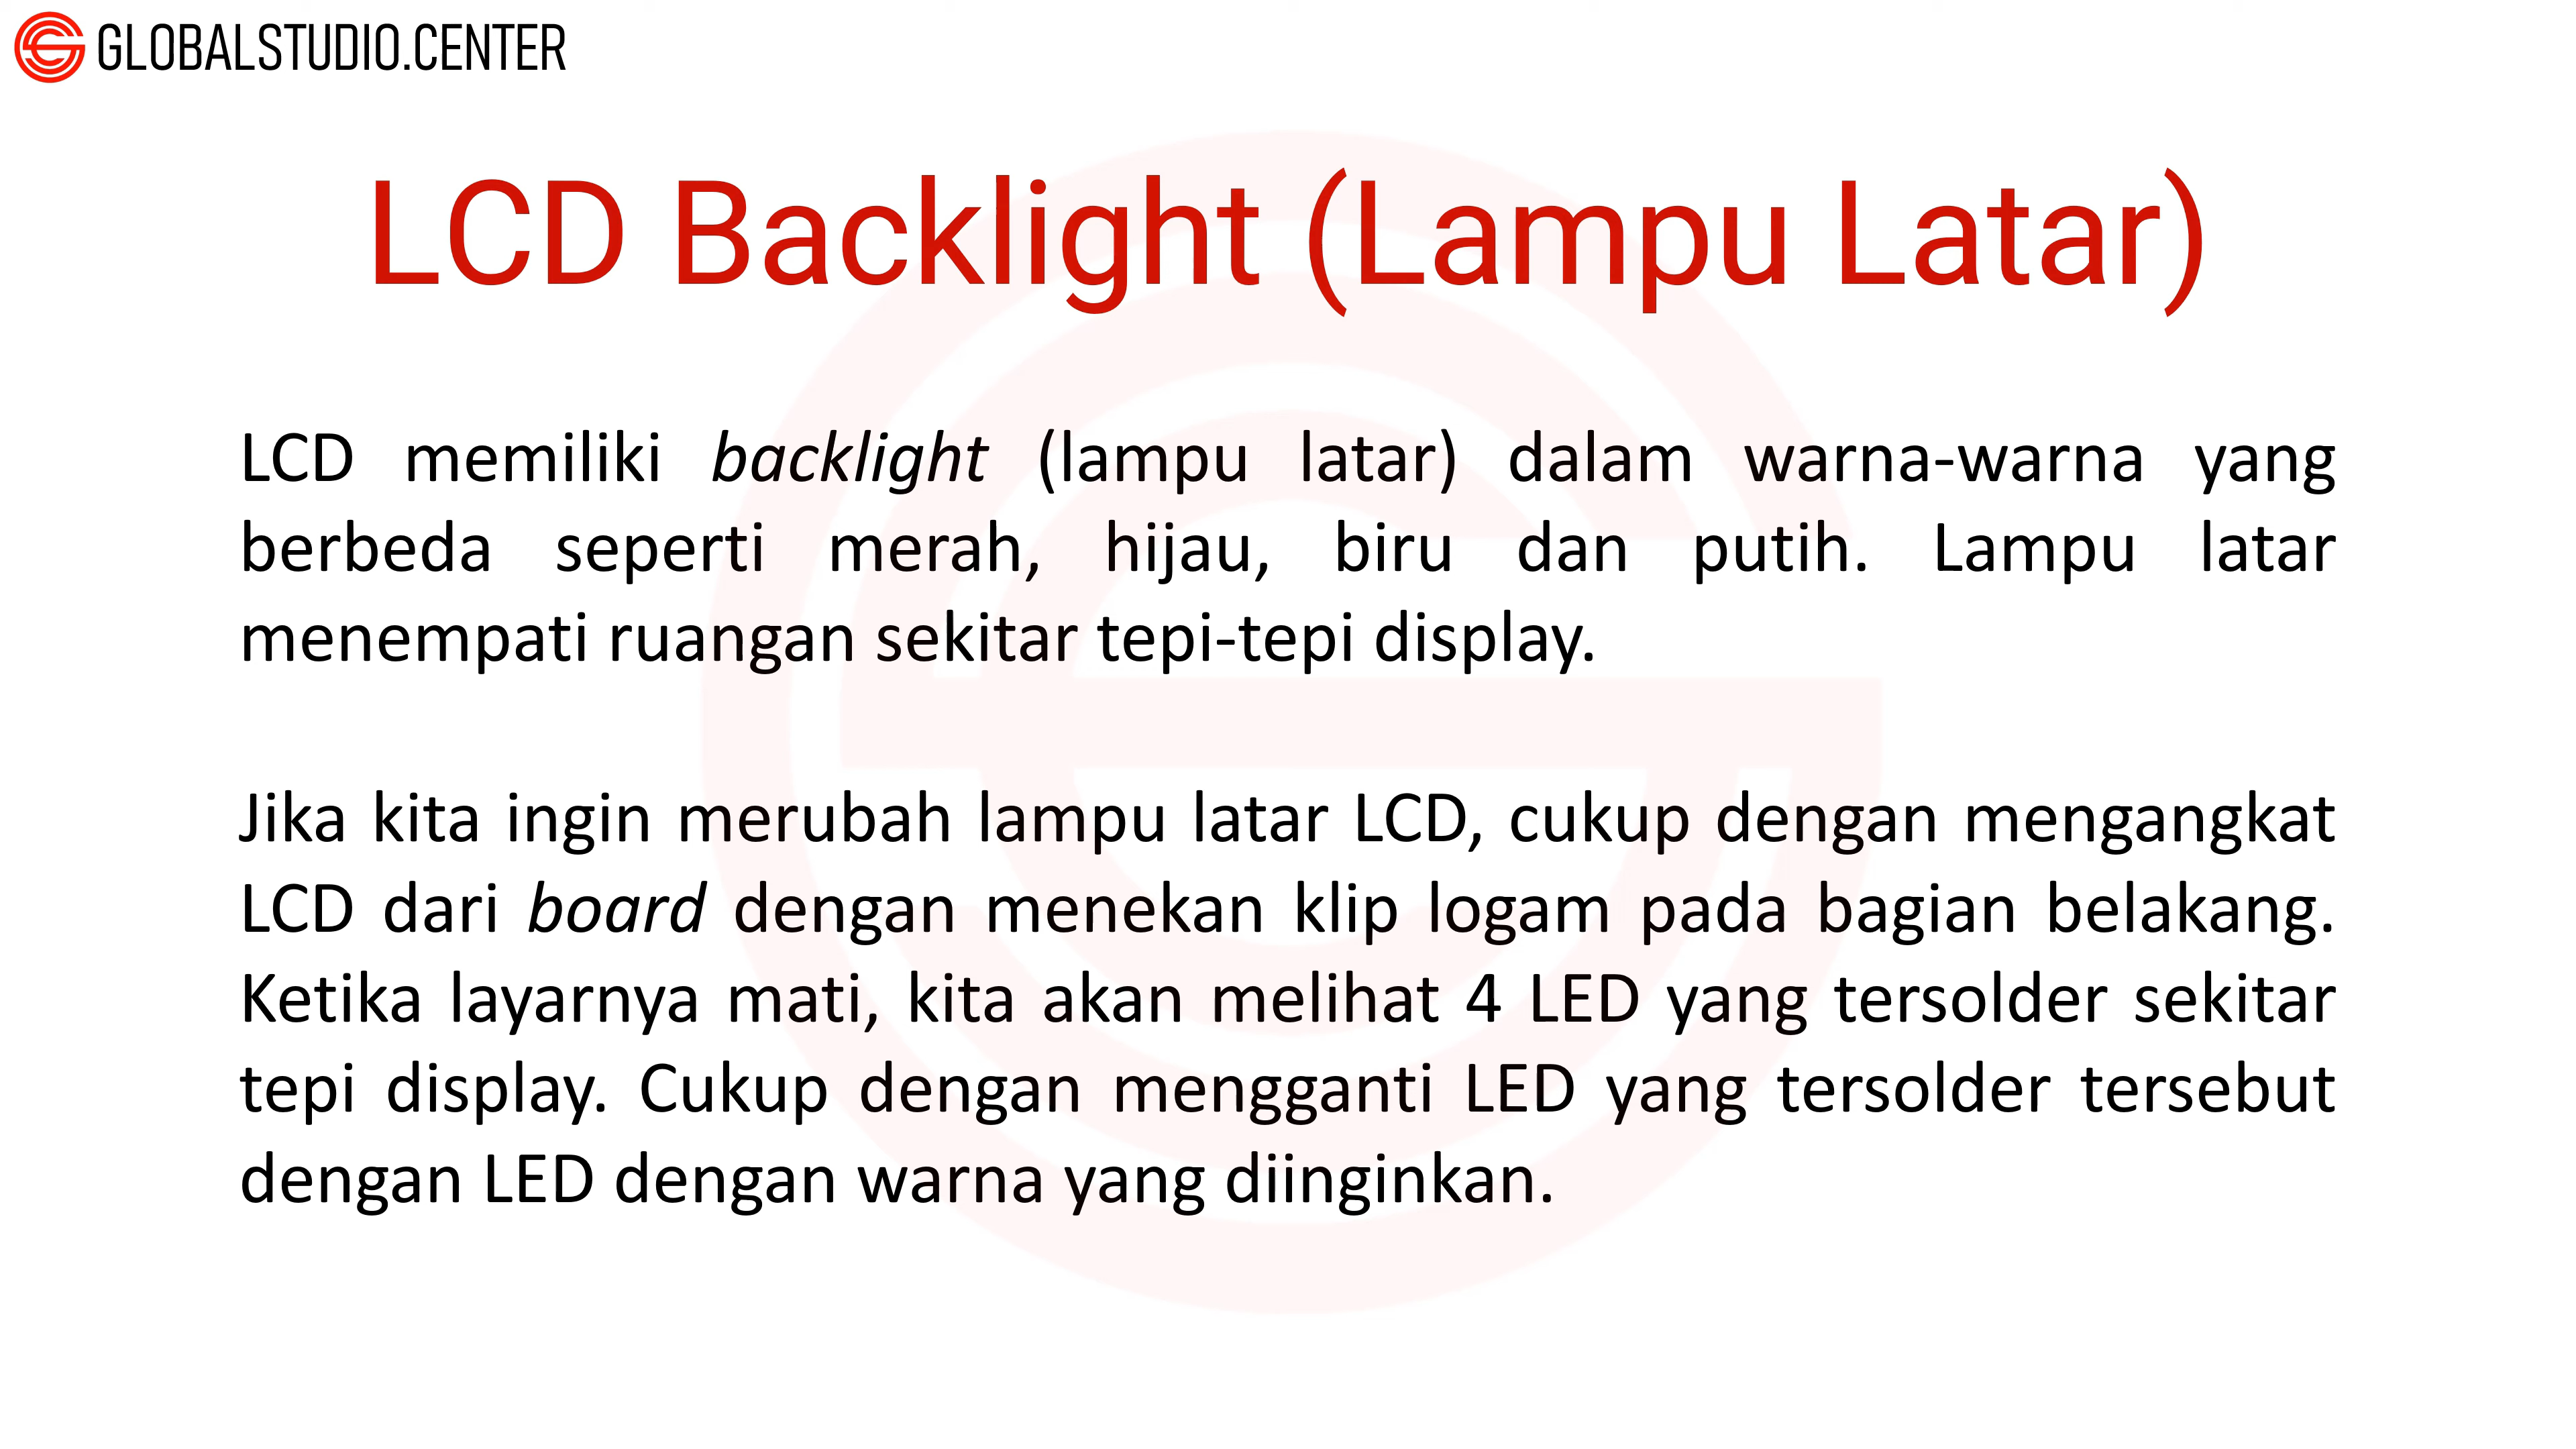 GLOBALSTUDIO.CENTER
LCD Backlight (Lampu Latar)
LCD memiliki backlight (lampu latar) dalam warna-warna yang
berbeda seperti merah, hijau, biru dan putih. Lampu latar
menempati ruangan sekitar tepi-tepi display.
Jika kita ingin merubah lampu latar LCD, cukup dengan mengangkat
LCD dari board dengan menekan klip logam pada bagian belakang.
Ketika layarnya mati, kita akan melihat 4 LED yang tersolder sekitar
tepi display. Cukup dengan mengganti LED yang tersolder tersebut
dengan LED dengan warna yang diinginkan.